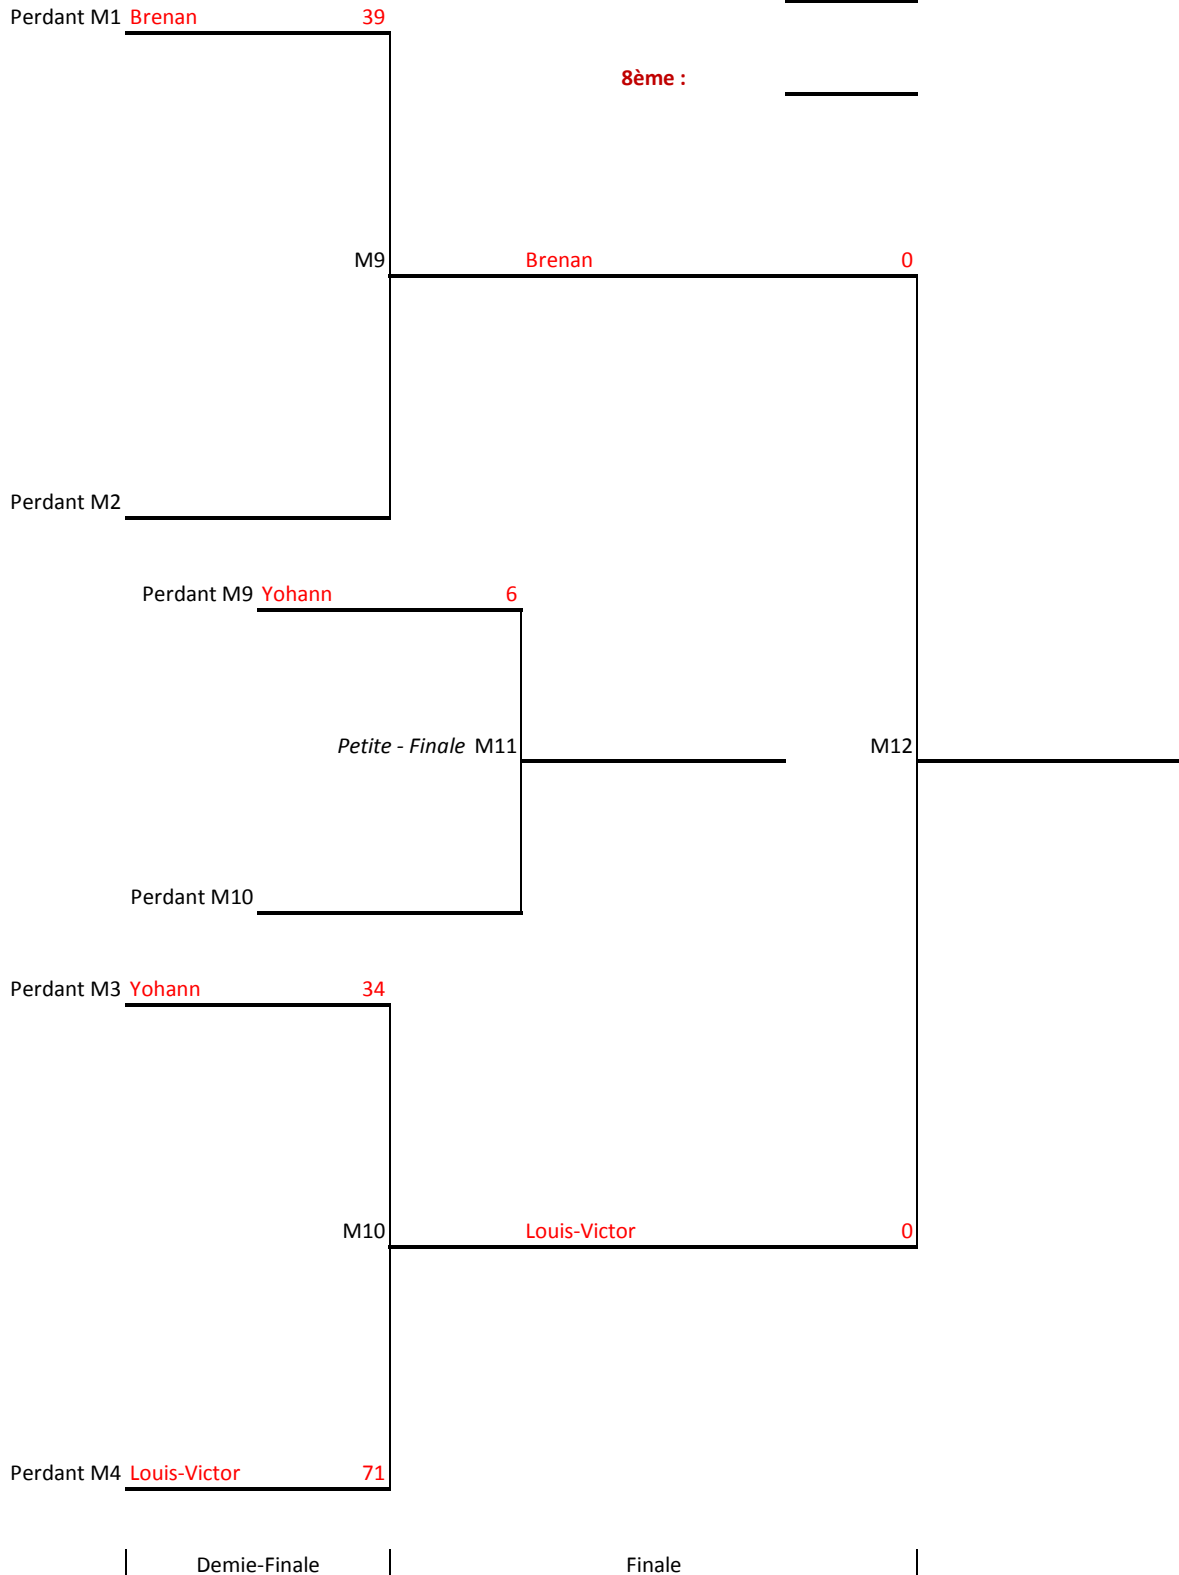 Perdant M1 Brenan 39
8ème :
M9 Brenan 0
Perdant M2
Perdant M9 Yohann 6
Petite - Finale M11 M12
Perdant M10
Perdant M3 Yohann 34
M10 Louis-Victor 0
Perdant M4 Louis-Victor 71
Demie-Finale Finale